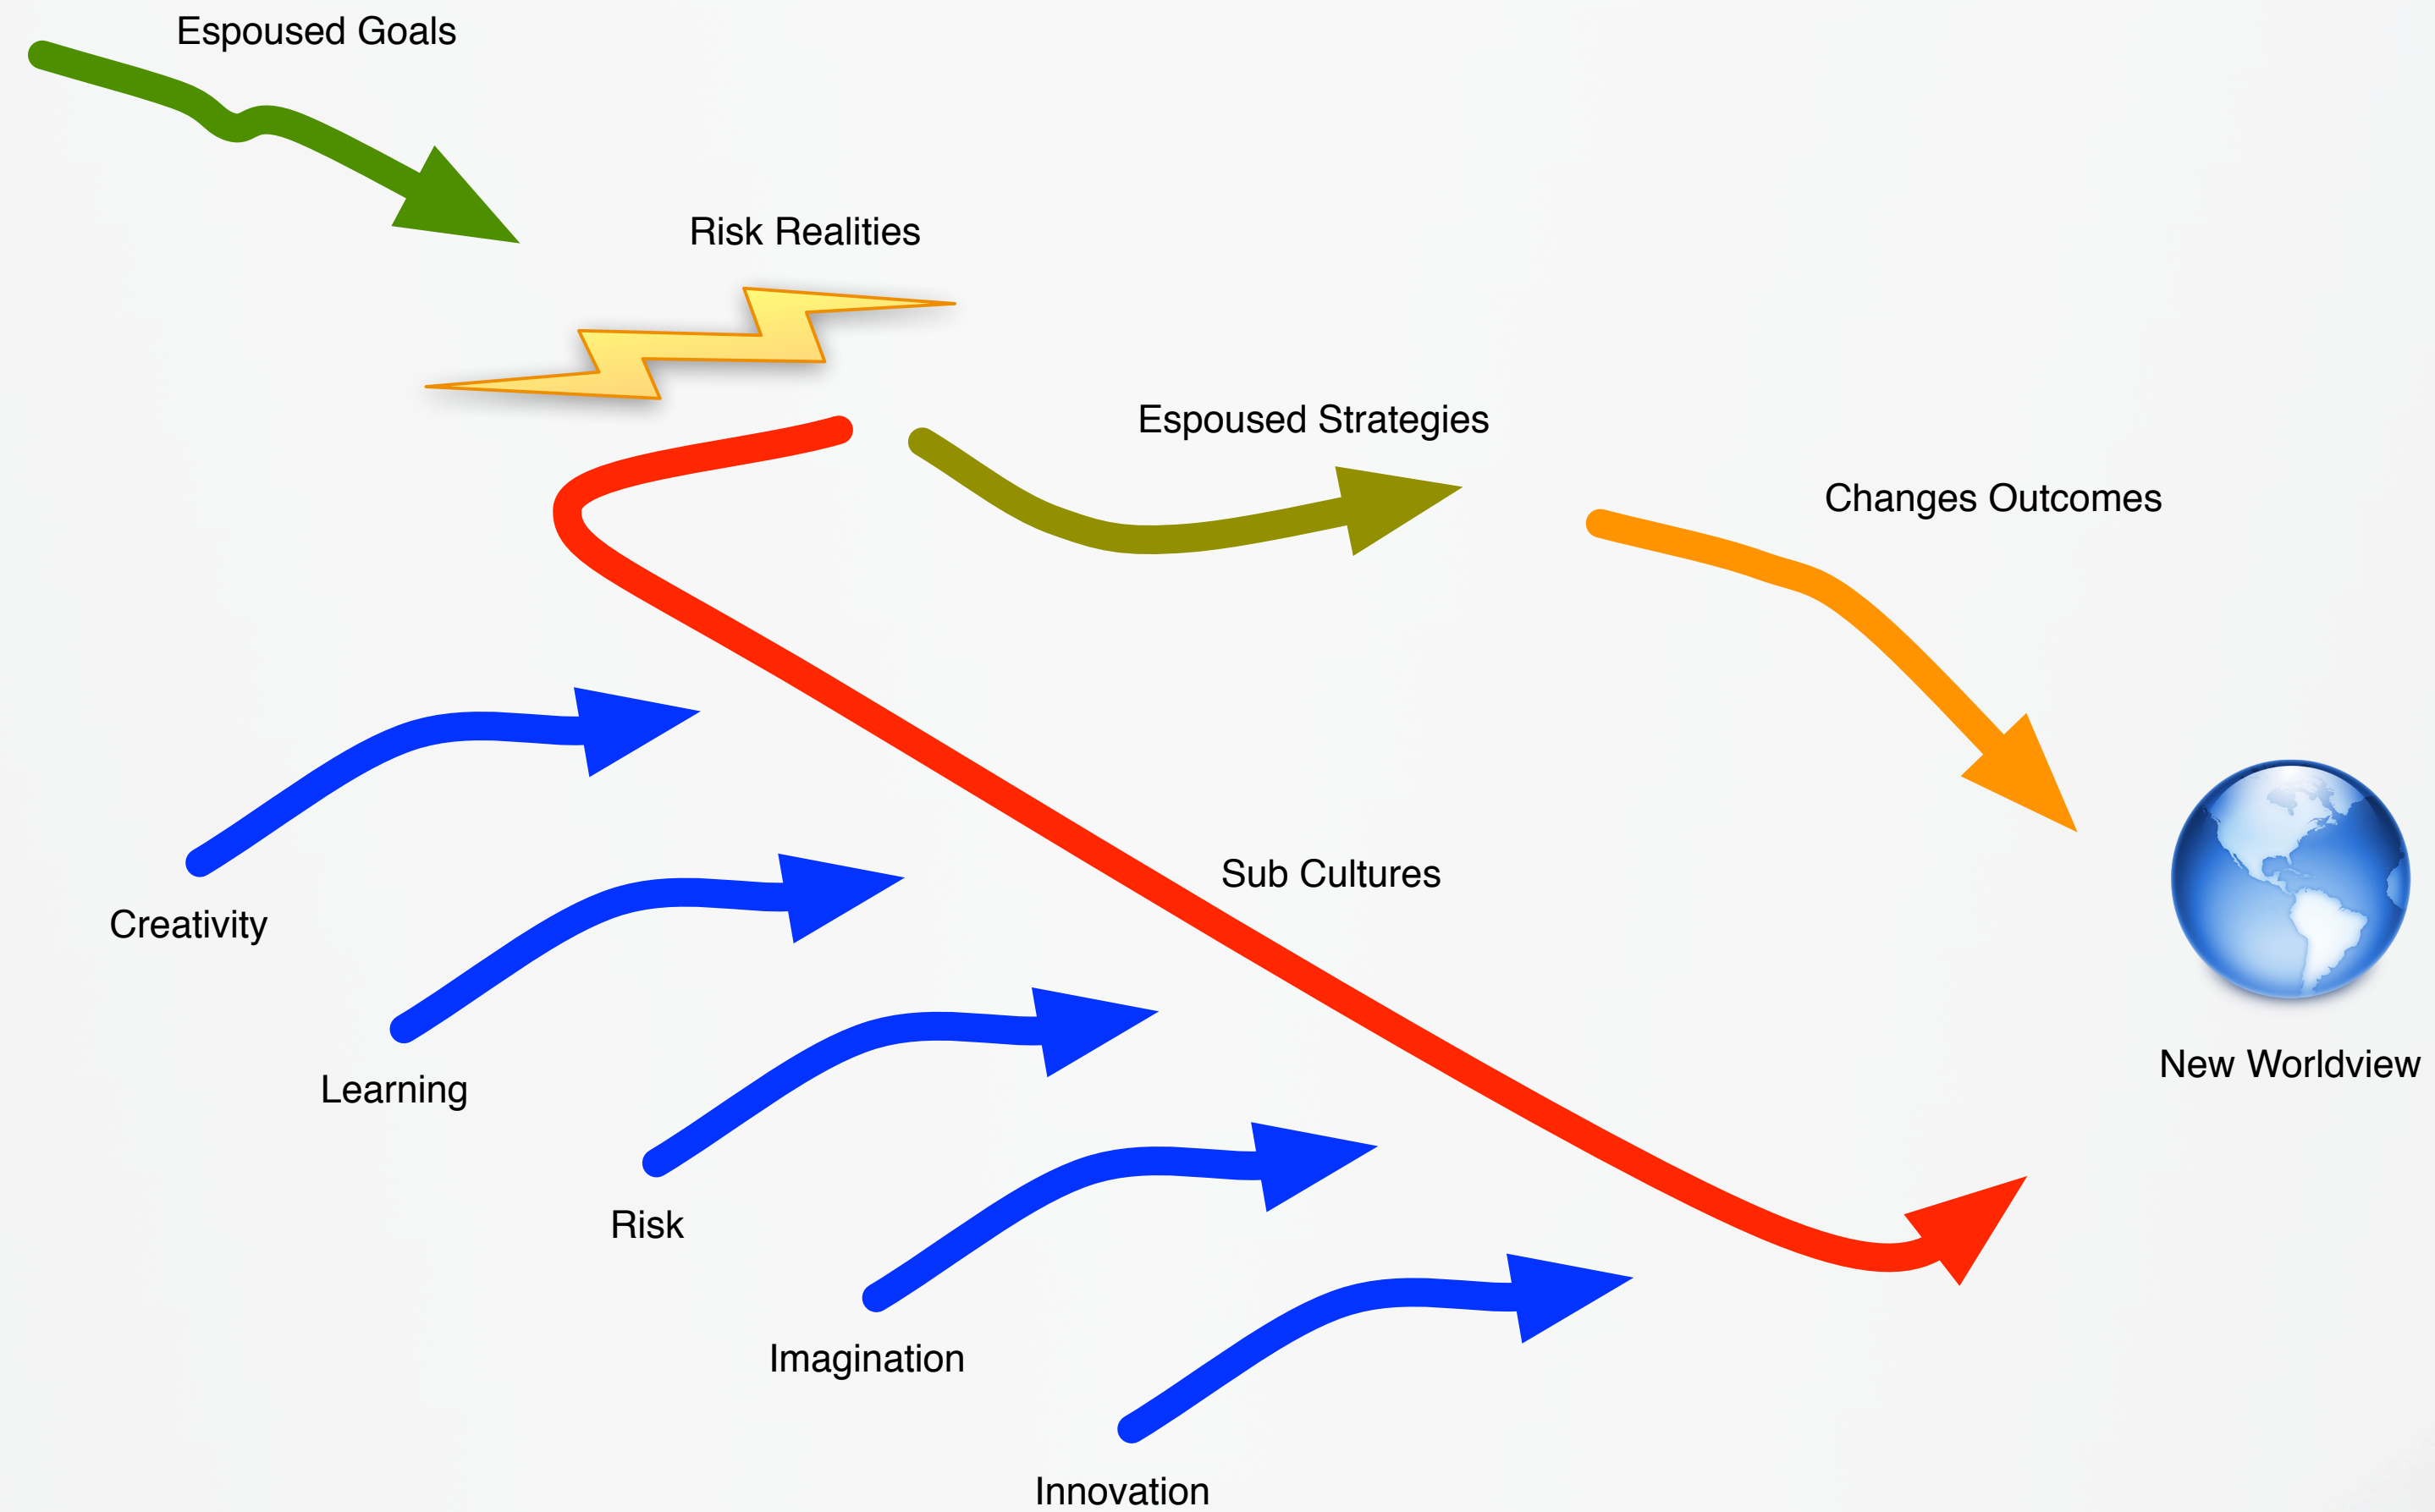 Espoused Goals
Risk Realities
Espoused Strategies
Changes Outcomes
Sub Cultures
Creativity
New Worldview
Learning
Risk
Imagination
Innovation